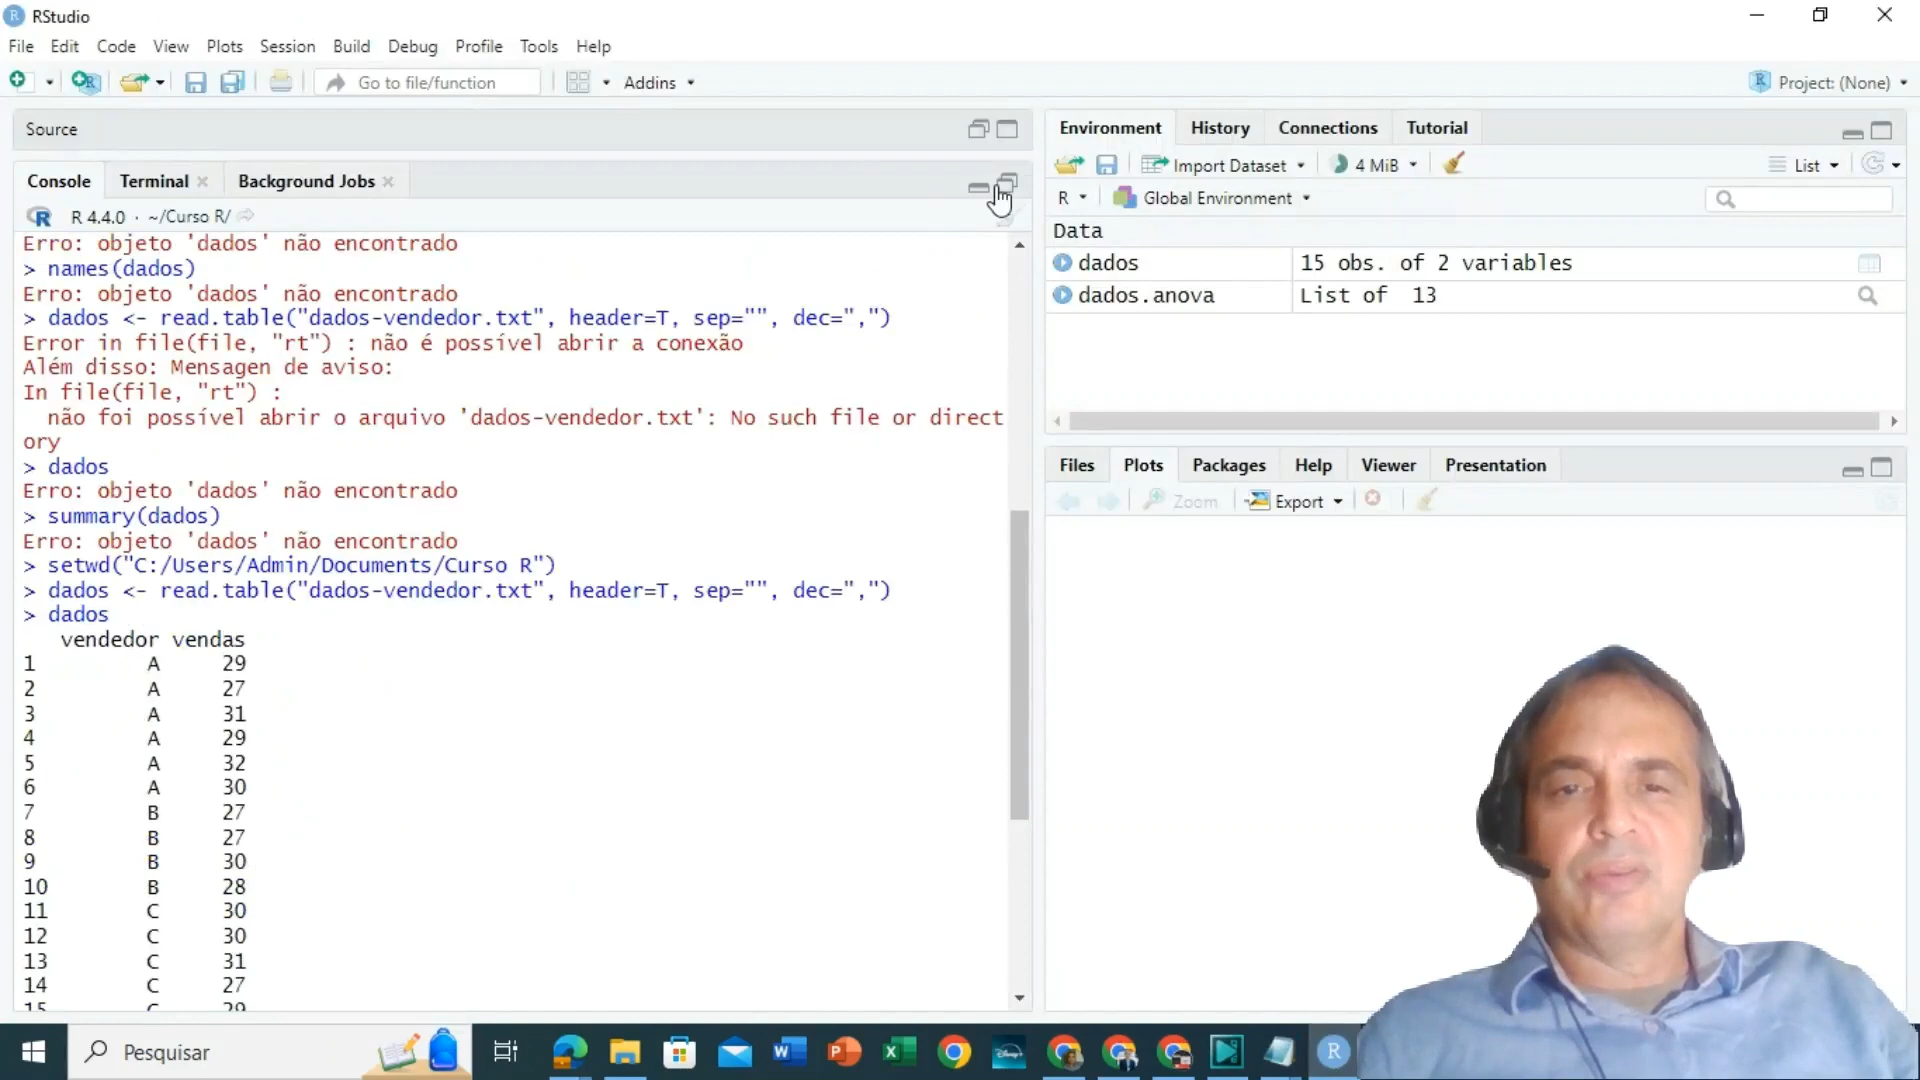 RStudio
File Edit Code View Plots Session Build Debug Profile Tools Help
Go to file/function Addins Project: (None)
Source
Console Terminal Background Jobs
R 4.4.0 · ~/Curso R/
Erro: objeto 'dados' não encontrado
> names(dados)
Erro: objeto 'dados' não encontrado
> dados <- read.table("dados-vendedor.txt", header=T, sep="", dec=",")
Error in file(file, "rt") : não é possível abrir a conexão
Além disso: Mensagen de aviso:
In file(file, "rt") :
não foi possível abrir o arquivo 'dados-vendedor.txt': No such file or direct
ory
> dados
Erro: objeto 'dados' não encontrado
> summary(dados)
Erro: objeto 'dados' não encontrado
> setwd("C:/Users/Admin/Documents/Curso R")
> dados <- read.table("dados-vendedor.txt", header=T, sep="", dec=",")
> dados
vendedor vendas
1 A 29
2 A 27
3 A 31
4 A 29
5 A 32
6 A 30
7 B 27
8 B 27
9 B 30
10 B 28
11 C 30
12 C 30
13 C 31
14 C 27
15 C 29
Environment History Connections Tutorial
Import Dataset 4 MiB List
R Global Environment
Data
dados 15 obs. of 2 variables
dados.anova List of 13
Files Plots Packages Help Viewer Presentation
Zoom Export
Pesquisar